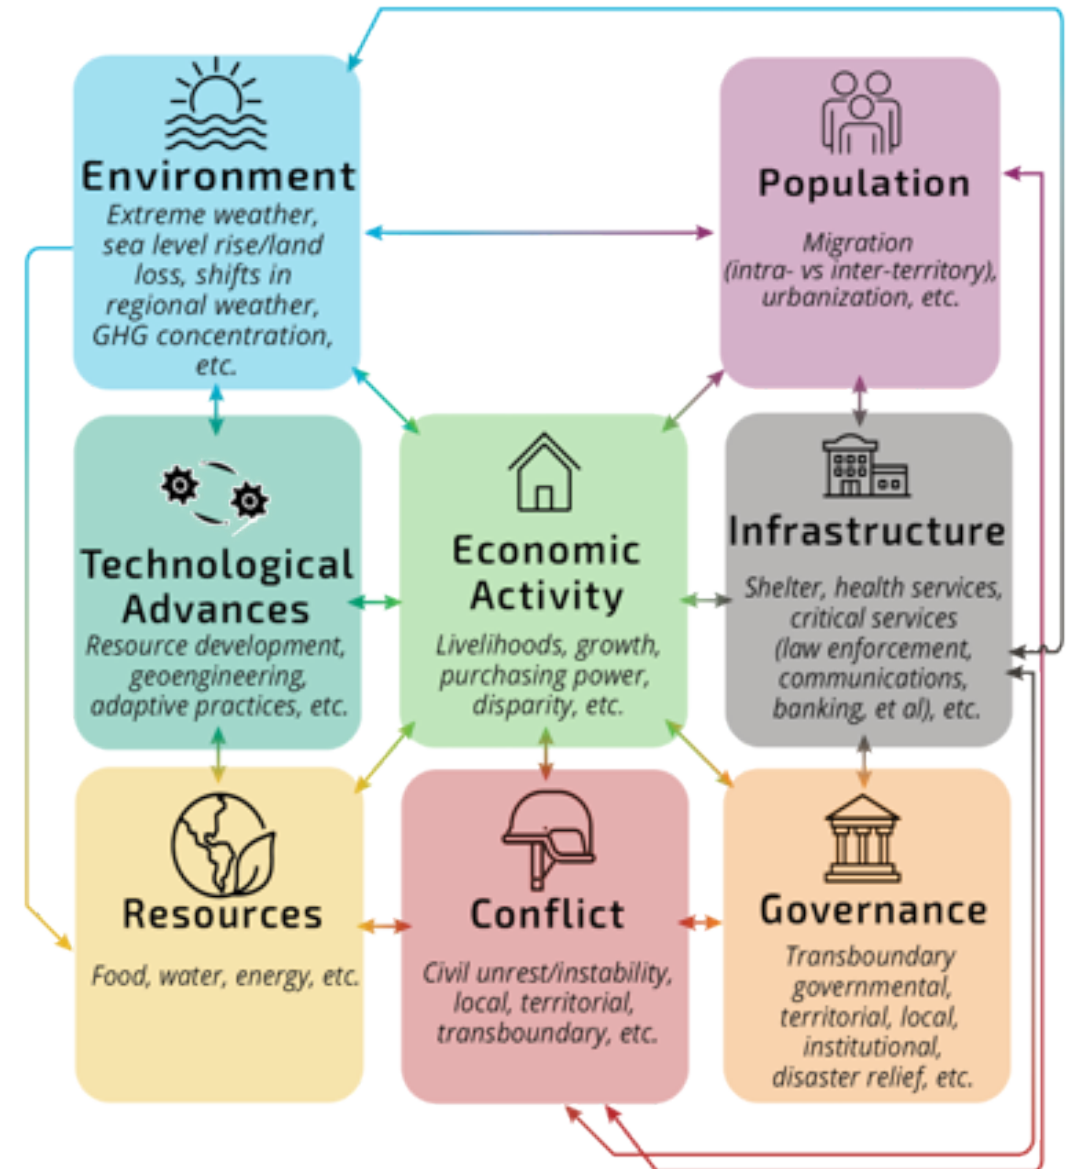 Environment
Extreme weather,
sea level rise/land
loss, shifts in
regional weather,
GHG concentration,
etc.
Population
Migration
(intra- vs inter-territory),
urbanization, etc.
Technological
Advances
Resource development,
geoengineering,
adaptive practices, etc.
Economic
Activity
Livelihoods, growth,
purchasing power,
disparity, etc.
Infrastructure
Shelter, health services,
critical services
(law enforcement,
communications,
banking, et al), etc.
Resources
Food, water, energy, etc.
Conflict
Civil unrest/instability,
local, territorial,
transboundary, etc.
Governance
Transboundary
governmental,
territorial, local,
institutional,
disaster relief, etc.